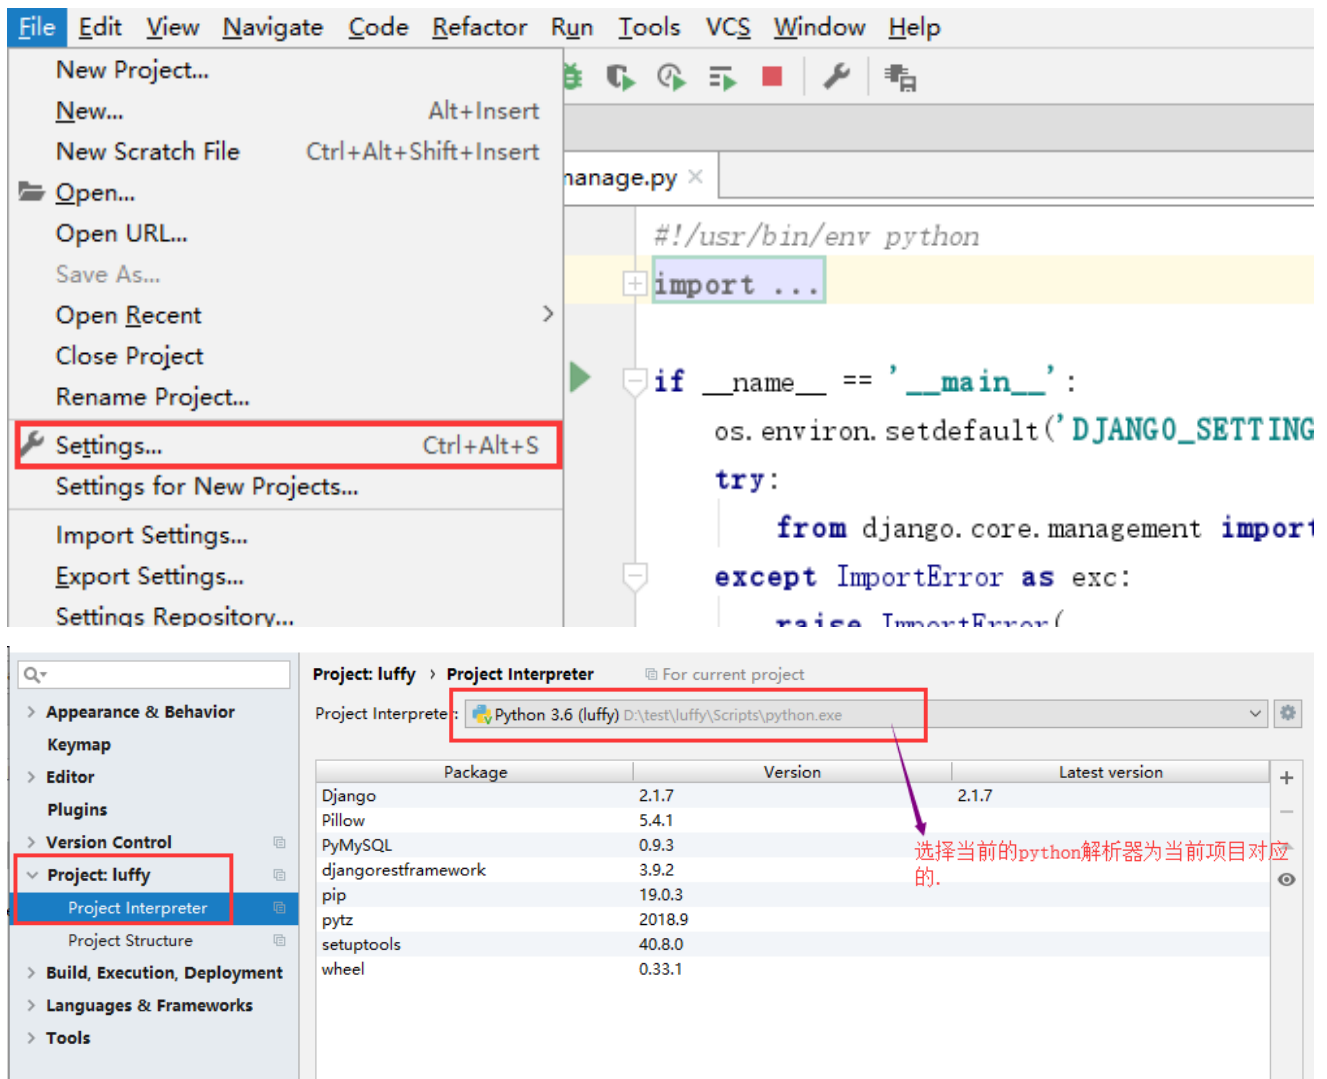 File Edit View Navigate Code Refactor Run Tools VCS Window Help
New Project...
New... Alt+Insert
New Scratch File Ctrl+Alt+Shift+Insert
Open...
Open URL...
Save As...
Open Recent
Close Project
Rename Project...
Settings... Ctrl+Alt+S
Settings for New Projects...
Import Settings...
Export Settings...
Settings Repository...
manage.py
#!/usr/bin/env python
import ...
if __name__ == '__main__':
os.environ.setdefault('DJANGO_SETTING
try:
from django.core.management import
except ImportError as exc:
raise ImportError(
Appearance & Behavior
Keymap
Editor
Plugins
Version Control
Project: luffy
Project Interpreter
Project Structure
Build, Execution, Deployment
Languages & Frameworks
Tools
Project: luffy › Project Interpreter For current project
Project Interpreter: Python 3.6 (luffy) D:\test\luffy\Scripts\python.exe
Package Version Latest version
Django 2.1.7 2.1.7
Pillow 5.4.1
PyMySQL 0.9.3
djangorestframework 3.9.2
pip 19.0.3
pytz 2018.9
setuptools 40.8.0
wheel 0.33.1
选择当前的python解析器为当前项目对应
的.